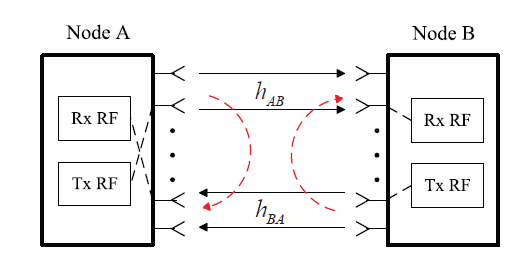 Node A
Node B
h_AB
Rx RF
Rx RF
Tx RF
Tx RF
h_BA